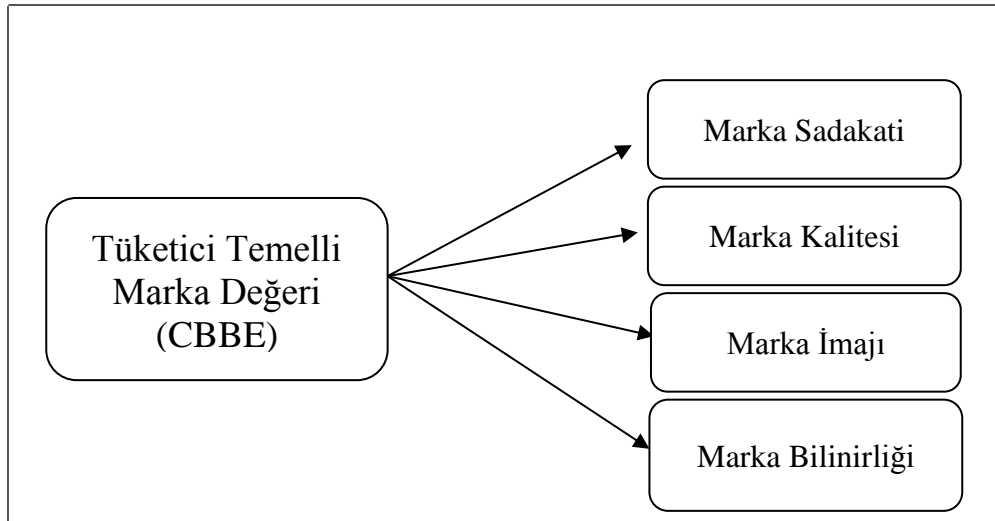 Tüketici Temelli
Marka Değeri
(CBBE)
Marka Sadakati
Marka Kalitesi
Marka İmajı
Marka Bilinirliği